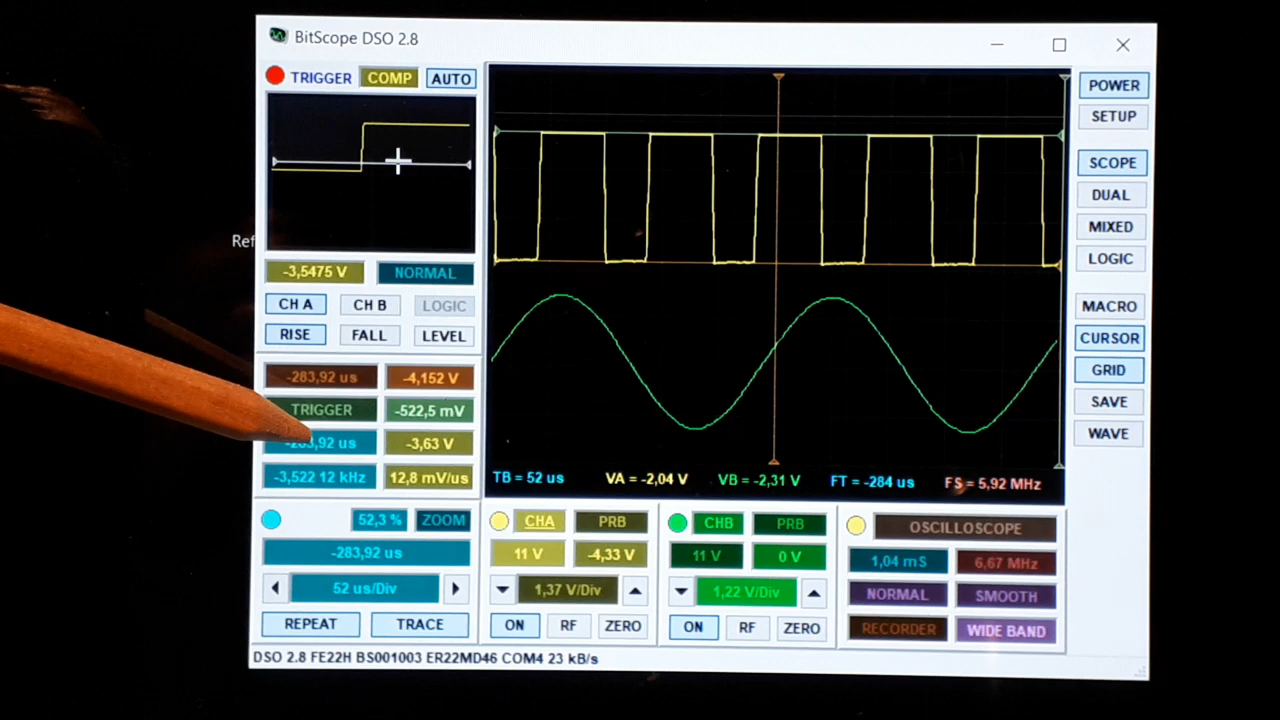 BitScope DSO 2.8
TRIGGER COMP AUTO
POWER
SETUP
SCOPE
DUAL
MIXED
LOGIC
MACRO
CURSOR
GRID
SAVE
WAVE
Ref
-3,5475 V NORMAL
CH A CH B LOGIC
RISE FALL LEVEL
-283,92 us -4,152 V
TRIGGER -522,5 mV
us -3,63 V
-3,522 12 kHz 12,8 mV/us
TB = 52 us VA = -2,04 V VB = -2,31 V FT = -284 us FS = 5,92 MHz
52,3 % ZOOM
-283,92 us
52 us/Div
REPEAT TRACE
CHA PRB
11 V -4,33 V
1,37 V/Div
ON RF ZERO
CHB PRB
11 V 0 V
1,22 V/Div
ON RF ZERO
OSCILLOSCOPE
1,04 mS 6,67 MHz
NORMAL SMOOTH
RECORDER WIDE BAND
DSO 2.8 FE22H BS001003 ER22MD46 COM4 23 kB/s